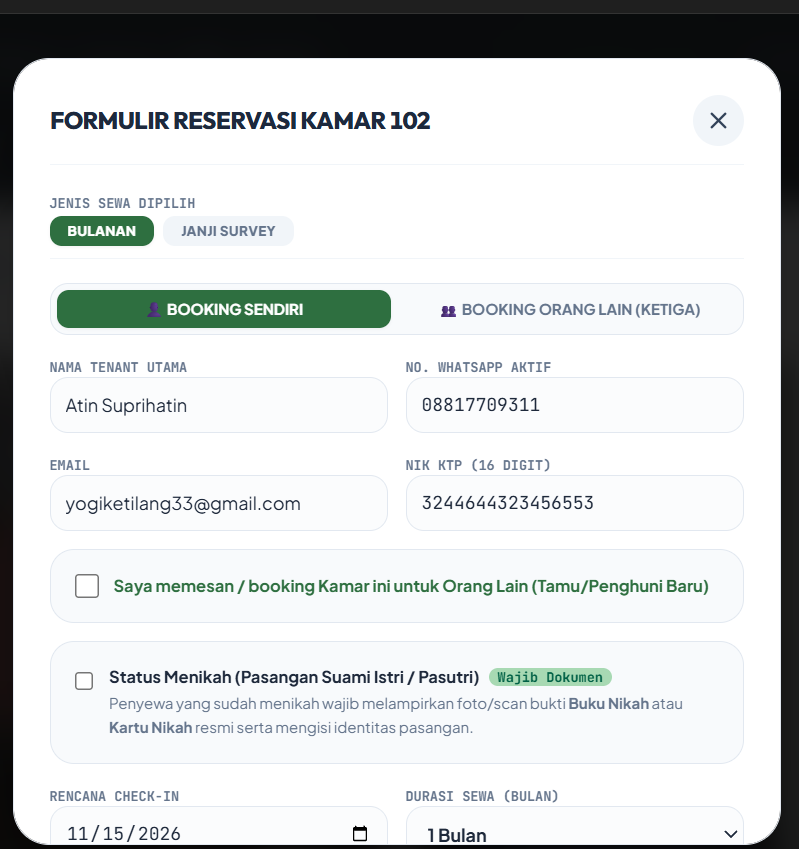 FORMULIR RESERVASI KAMAR 102
JENIS SEWA DIPILIH
BULANAN
JANJI SURVEY
BOOKING SENDIRI
BOOKING ORANG LAIN (KETIGA)
NAMA TENANT UTAMA
NO. WHATSAPP AKTIF
Atin Suprihatin
08817709311
EMAIL
NIK KTP (16 DIGIT)
yogiketilang33@gmail.com
3244644323456553
Saya memesan / booking Kamar ini untuk Orang Lain (Tamu/Penghuni Baru)
Status Menikah (Pasangan Suami Istri / Pasutri) Wajib Dokumen
Penyewa yang sudah menikah wajib melampirkan foto/scan bukti Buku Nikah atau
Kartu Nikah resmi serta mengisi identitas pasangan.
RENCANA CHECK-IN
DURASI SEWA (BULAN)
11/15/2026
1 Bulan